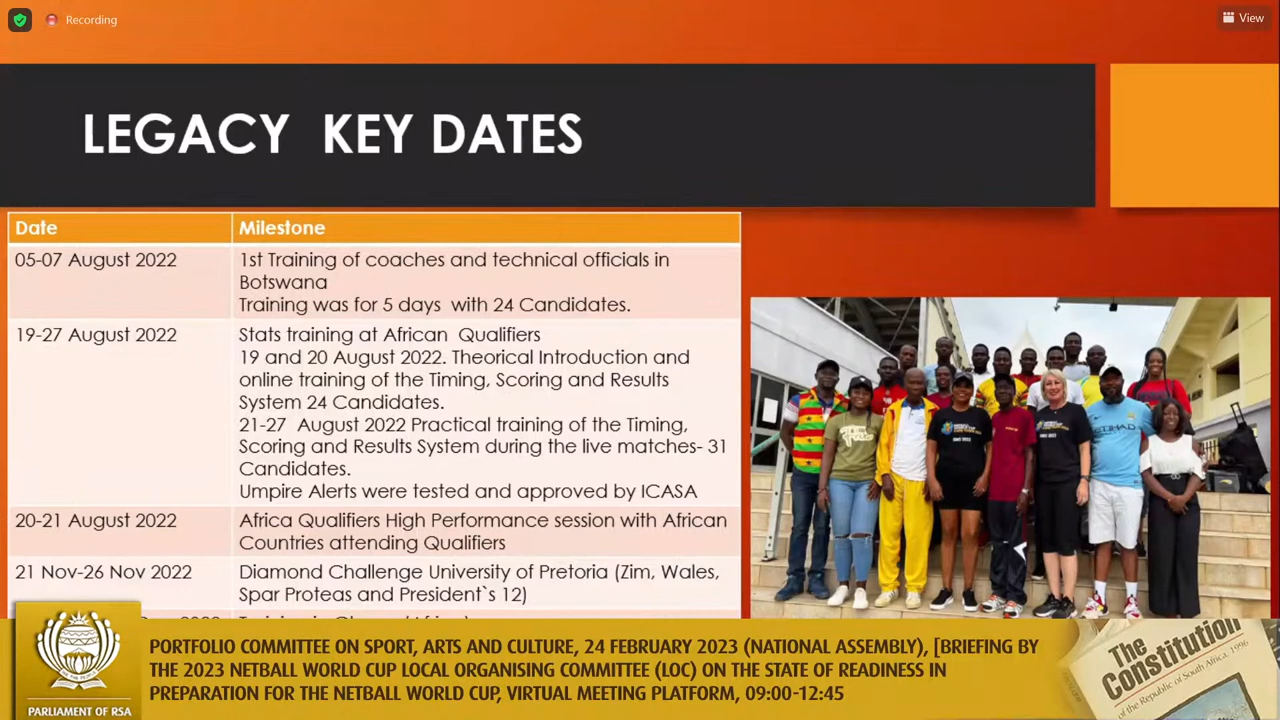 Recording
View
LEGACY KEY DATES
Date
Milestone
05-07 August 2022
1st Training of coaches and technical officials in
Botswana
Training was for 5 days with 24 Candidates.
19-27 August 2022
Stats training at African Qualifiers
19 and 20 August 2022. Theorical Introduction and
online training of the Timing, Scoring and Results
System 24 Candidates.
21-27 August 2022 Practical training of the Timing,
Scoring and Results System during the live matches- 31
Candidates.
Umpire Alerts were tested and approved by ICASA
20-21 August 2022
Africa Qualifiers High Performance session with African
Countries attending Qualifiers
21 Nov-26 Nov 2022
Diamond Challenge University of Pretoria (Zim, Wales,
Spar Proteas and President`s 12)
ETIHAD
PORTFOLIO COMMITTEE ON SPORT, ARTS AND CULTURE, 24 FEBRUARY 2023 (NATIONAL ASSEMBLY), [BRIEFING BY
THE 2023 NETBALL WORLD CUP LOCAL ORGANISING COMMITTEE (LOC) ON THE STATE OF READINESS IN
PREPARATION FOR THE NETBALL WORLD CUP, VIRTUAL MEETING PLATFORM, 09:00-12:45
PARLIAMENT OF RSA
The
Constitution
of the Republic of South Africa, 1996